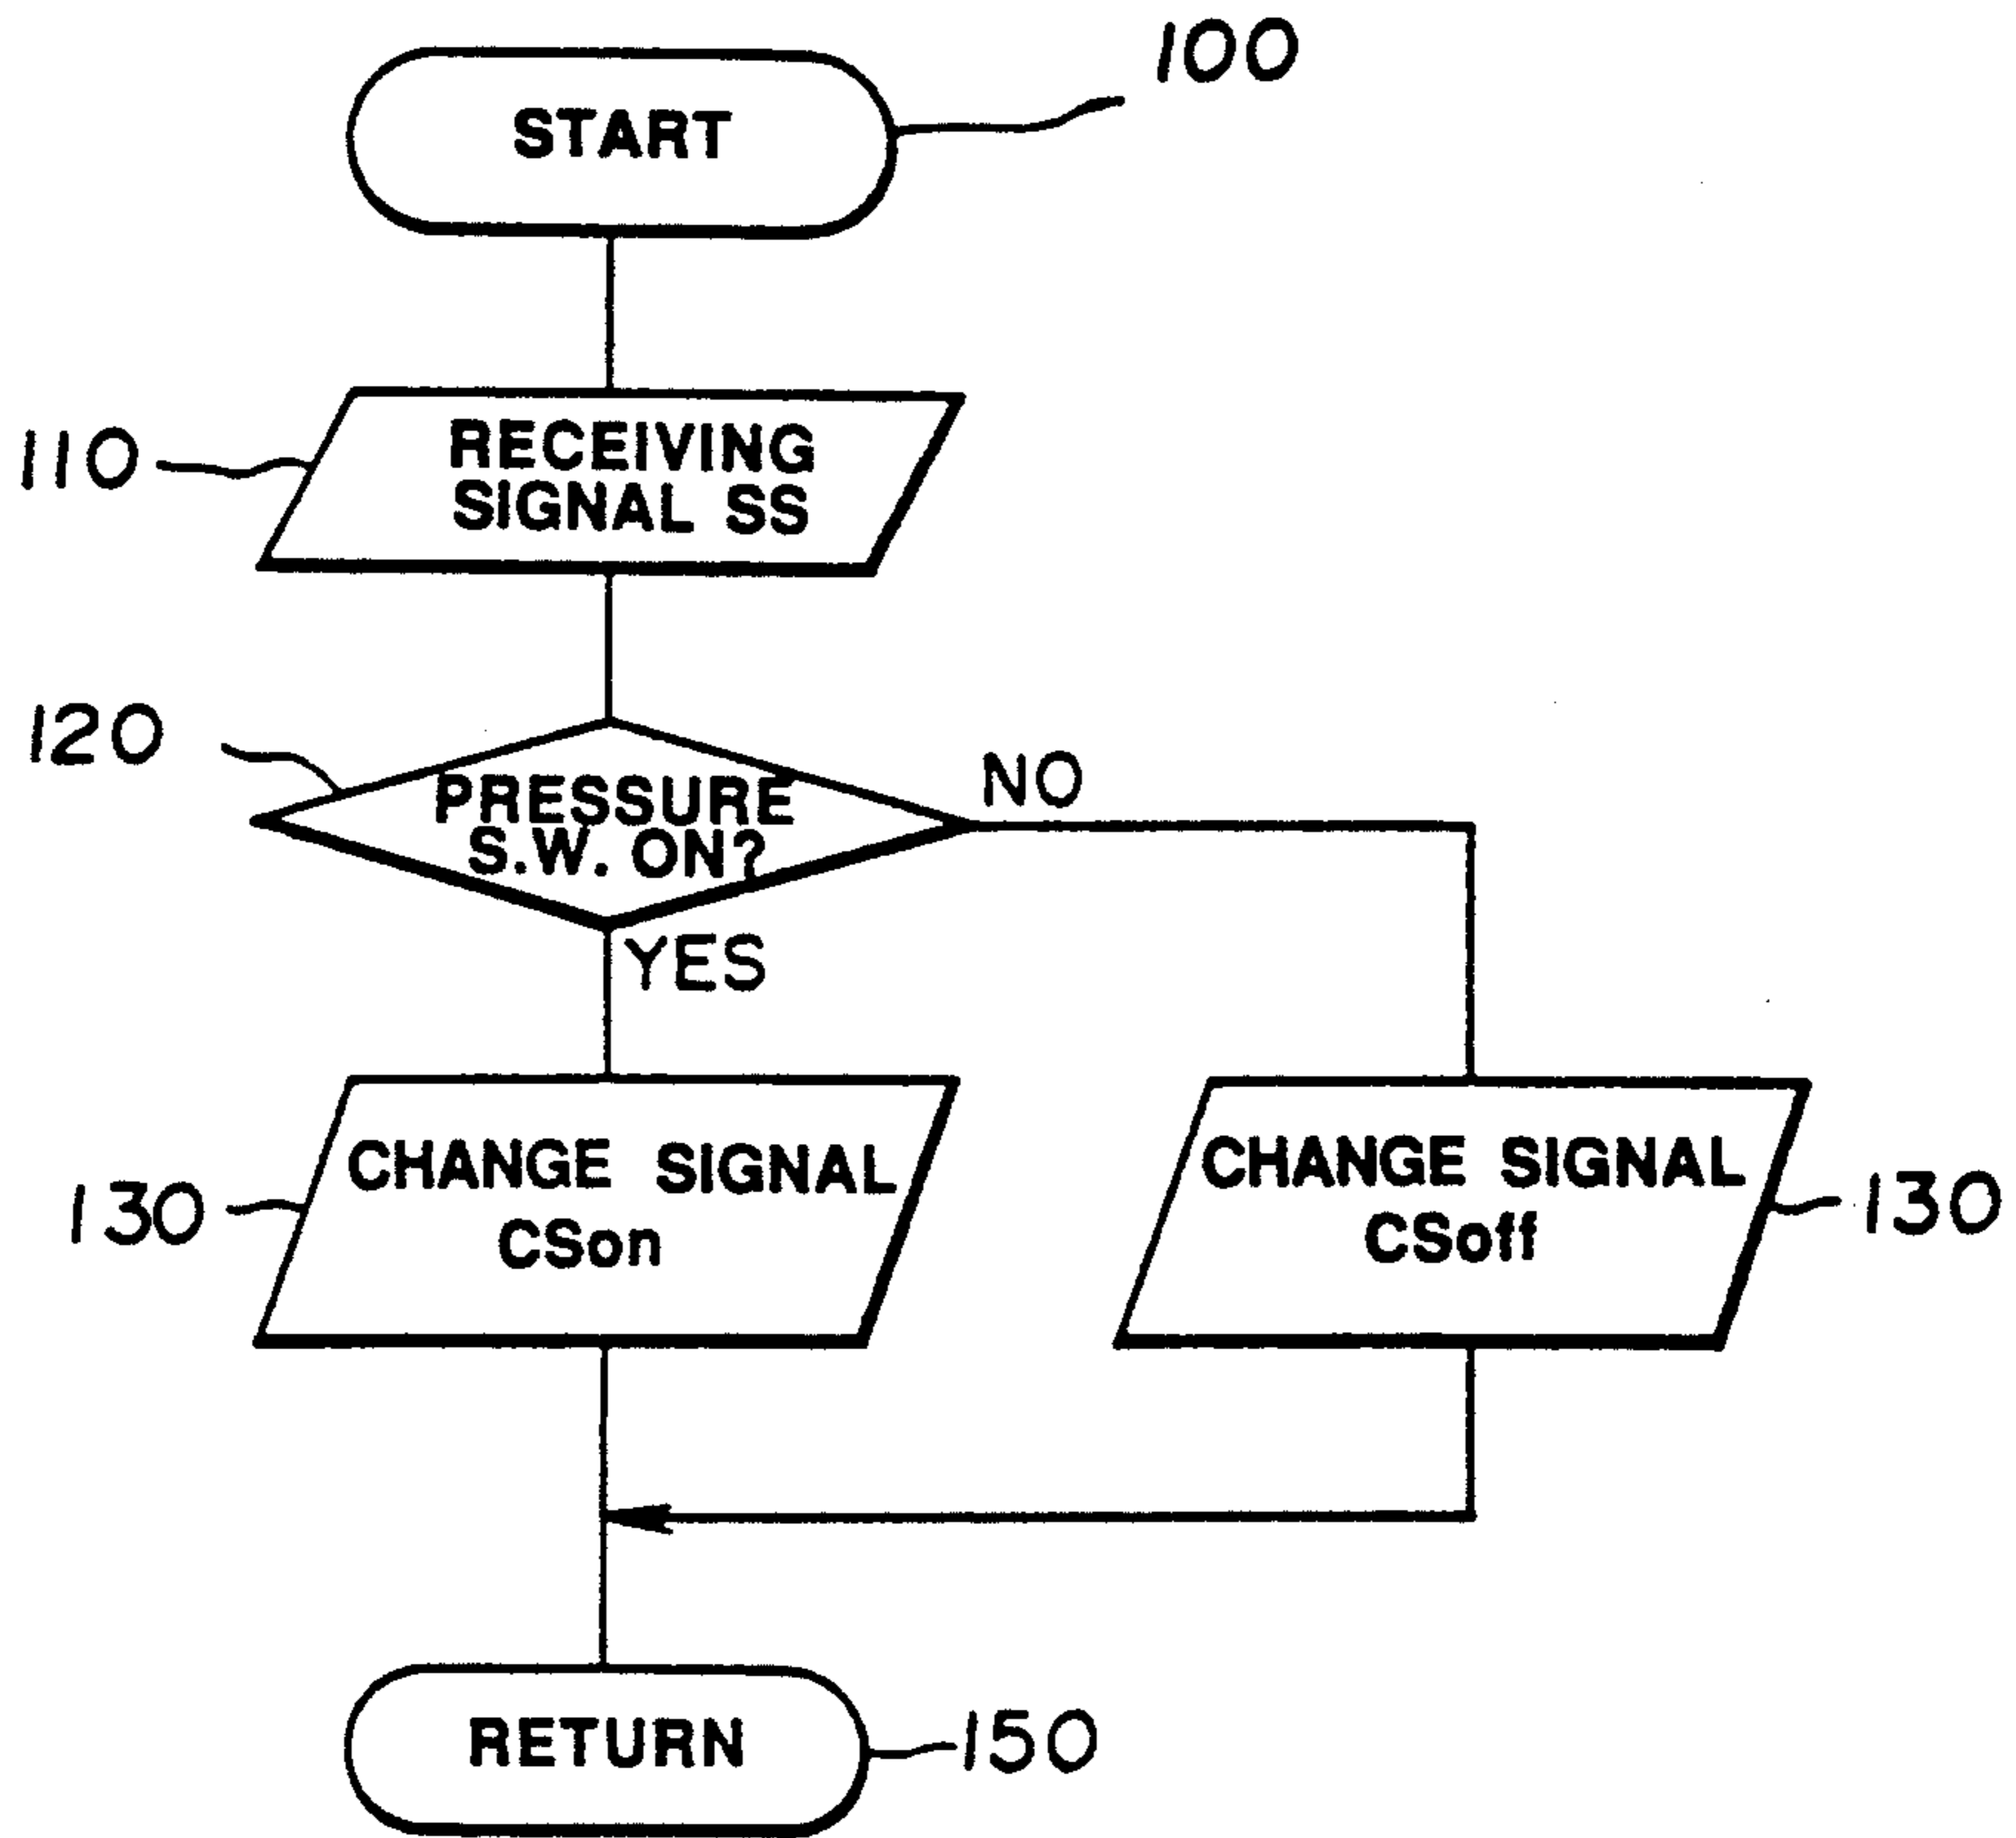 100
START
110
RECEIVING
SIGNAL SS
120
PRESSURE
S.W. ON?
NO
YES
130
CHANGE SIGNAL
CSon
CHANGE SIGNAL
CSoff
130
RETURN
150